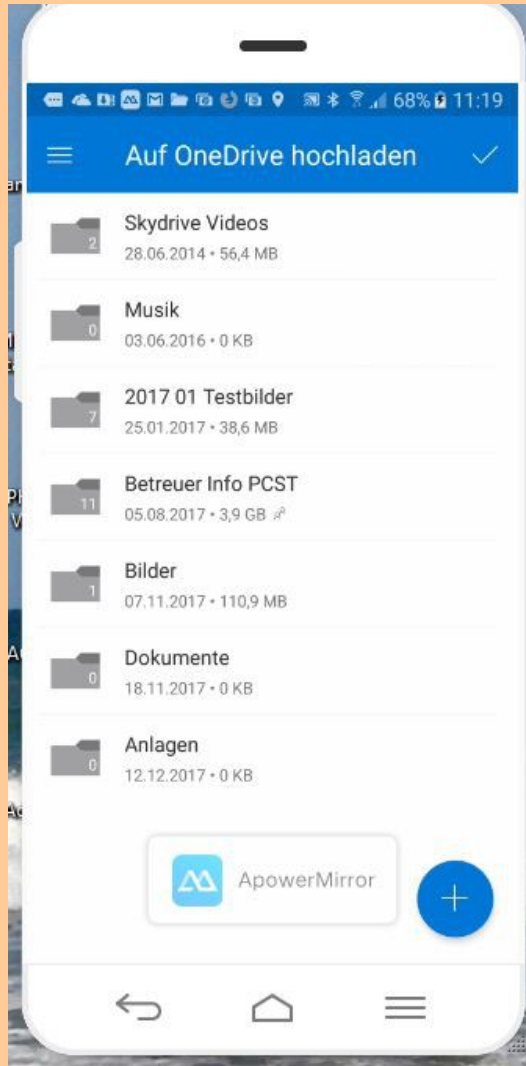 68% 11:19
Auf OneDrive hochladen
2
Skydrive Videos
28.06.2014 • 56,4 MB
0
Musik
03.06.2016 • 0 KB
7
2017 01 Testbilder
25.01.2017 • 38,6 MB
11
Betreuer Info PCST
05.08.2017 • 3,9 GB
1
Bilder
07.11.2017 • 110,9 MB
0
Dokumente
18.11.2017 • 0 KB
0
Anlagen
12.12.2017 • 0 KB
ApowerMirror